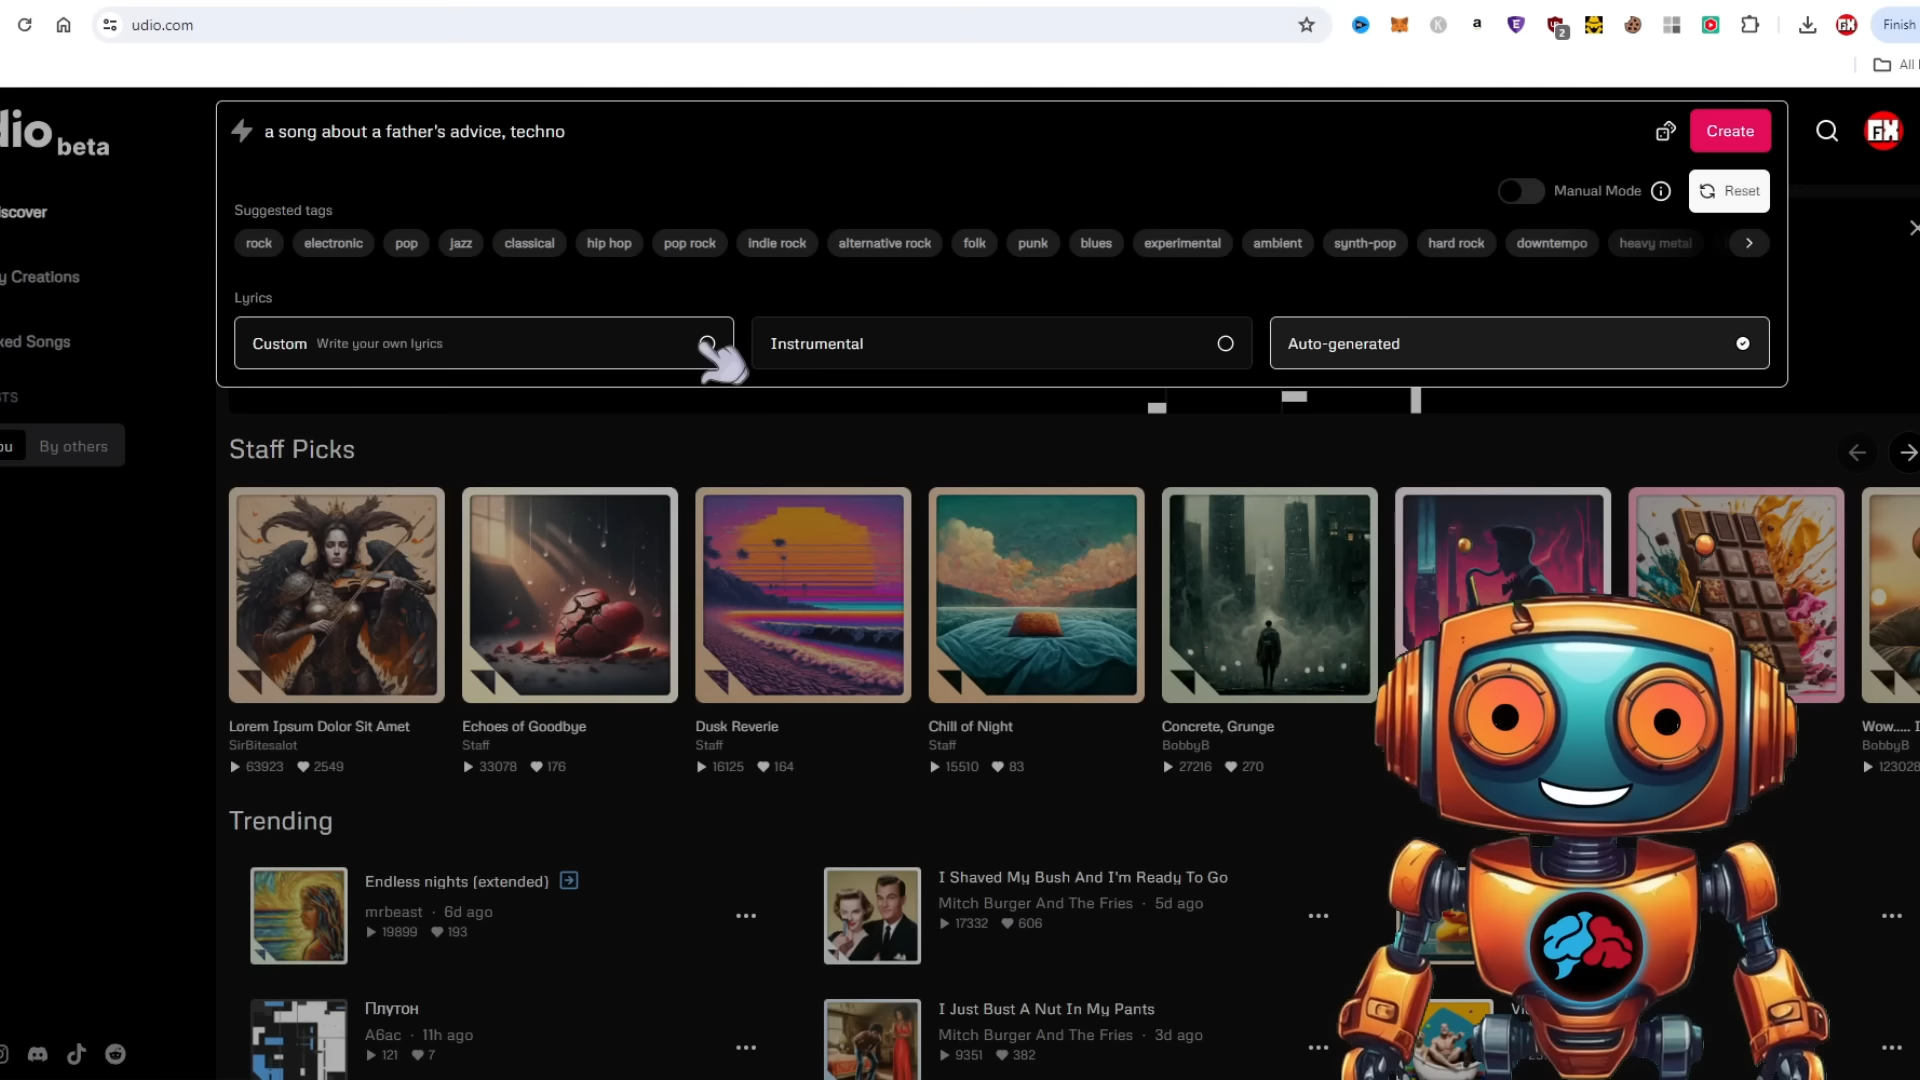 udio.com
2
Finish
All
dio beta
a song about a father's advice, techno
Create
FX
Manual Mode
Reset
Suggested tags
rock electronic pop jazz classical hip hop pop rock indie rock alternative rock folk punk blues experimental ambient synth-pop hard rock downtempo heavy metal
Lyrics
Custom Write your own lyrics
Instrumental
Auto-generated
iscover
y Creations
ked Songs
STS
ou
By others
Staff Picks
Lorem Ipsum Dolor Sit Amet
SirBitesalot
63923 2549
Echoes of Goodbye
Staff
33078 176
Dusk Reverie
Staff
16125 164
Chill of Night
Staff
15510 83
Concrete, Grunge
BobbyB
27216 270
Wow..... I
BobbyB
123028
Trending
Endless nights (extended)
mrbeast · 6d ago
19899 193
I Shaved My Bush And I'm Ready To Go
Mitch Burger And The Fries · 5d ago
17332 606
Плутон
A6ac · 11h ago
121 7
I Just Bust A Nut In My Pants
Mitch Burger And The Fries · 3d ago
9351 382